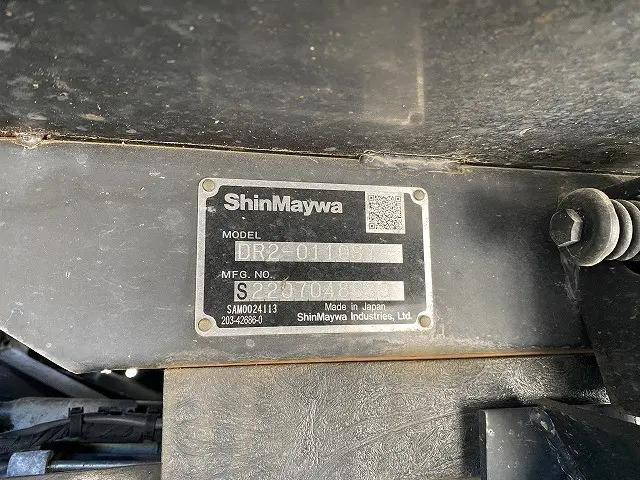 ShinMaywa
MODEL
MFG. NO.
SAM0024113
203-42686-0
Made in Japan
ShinMaywa Industries, Ltd.